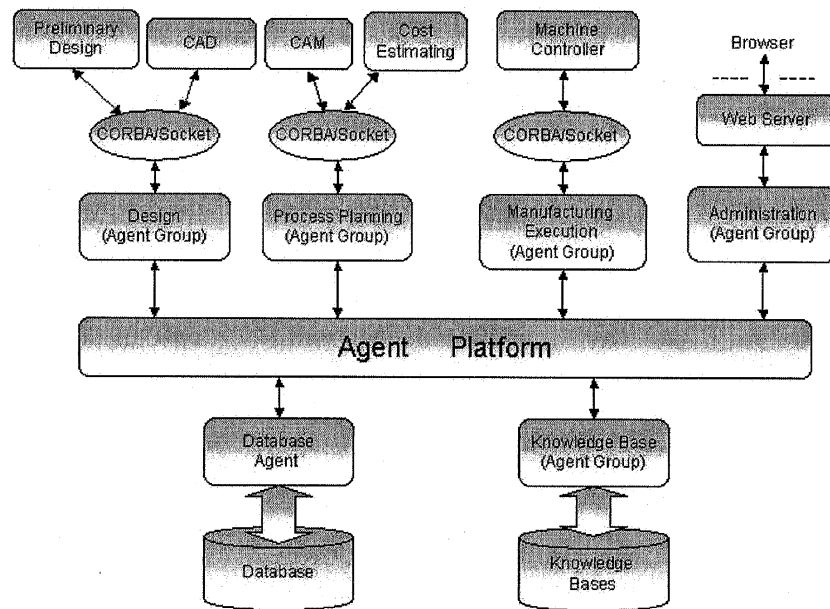 Preliminary
Design
CAD
CAM
Cost
Estimating
Machine
Controller
Browser
CORBA/Socket
CORBA/Socket
CORBA/Socket
Web Server
Design
(Agent Group)
Process Planning
(Agent Group)
Manufacturing
Execution
(Agent Group)
Administration
(Agent Group)
Agent Platform
Database
Agent
Knowledge Base
(Agent Group)
Database
Knowledge
Bases